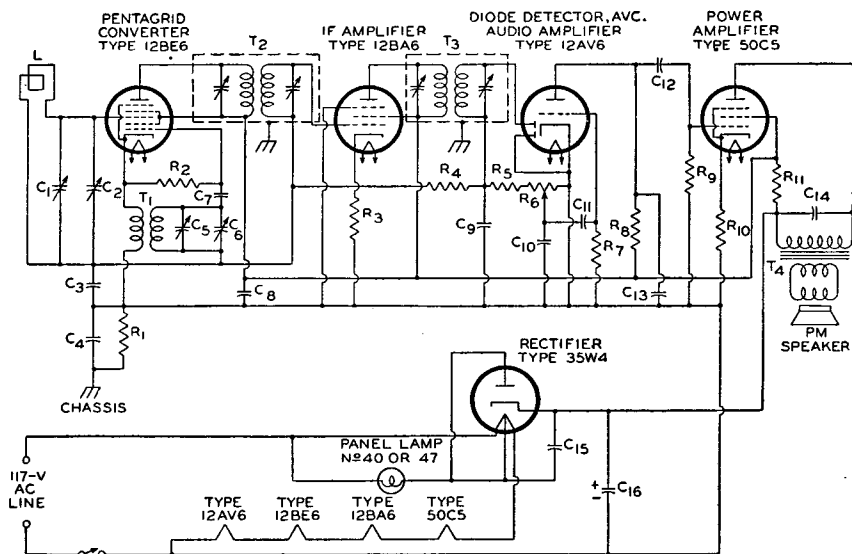 PENTAGRID
CONVERTER
TYPE 12BE6
T2
IF AMPLIFIER
TYPE 12BA6
T3
DIODE DETECTOR, AVC.
AUDIO AMPLIFIER
TYPE 12AV6
POWER
AMPLIFIER
TYPE 50C5
L
C12
C1
C2
R2
C7
T1
C5
C6
R3
R4
R5
R6
C9
C10
C11
R7
R8
R9
R10
R11
C14
T4
PM
SPEAKER
C3
C8
C13
C4
R1
CHASSIS
RECTIFIER
TYPE 35W4
PANEL LAMP
Nº40 OR 47
C15
+
-
C16
117-V
AC
LINE
TYPE
12AV6
TYPE
12BE6
TYPE
12BA6
TYPE
50C5